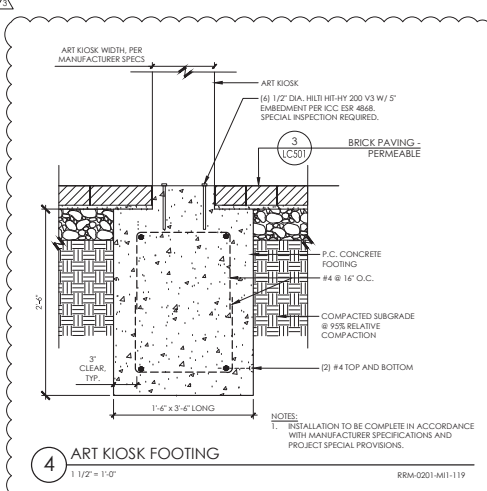 3
ART KIOSK WIDTH, PER
MANUFACTURER SPECS
ART KIOSK
(6) 1/2" DIA. HILTI HIT-HY 200 V3 W/ 5"
EMBEDMENT PER ICC ESR 4868.
SPECIAL INSPECTION REQUIRED.
3
LC501
BRICK PAVING -
PERMEABLE
P.C. CONCRETE
FOOTING
#4 @ 16" O.C.
2'-6"
COMPACTED SUBGRADE
@ 95% RELATIVE
COMPACTION
3"
CLEAR,
TYP.
(2) #4 TOP AND BOTTOM
1'-6" x 3'-6" LONG
NOTES:
1. INSTALLATION TO BE COMPLETE IN ACCORDANCE
WITH MANUFACTURER SPECIFICATIONS AND
PROJECT SPECIAL PROVISIONS.
4
ART KIOSK FOOTING
1 1/2" = 1'-0"
RRM-0201-MI1-119